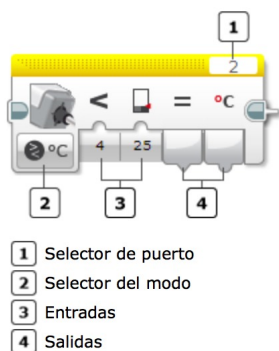 1
2
< = °C
°C 4 25
2 3 4
1 Selector de puerto
2 Selector del modo
3 Entradas
4 Salidas